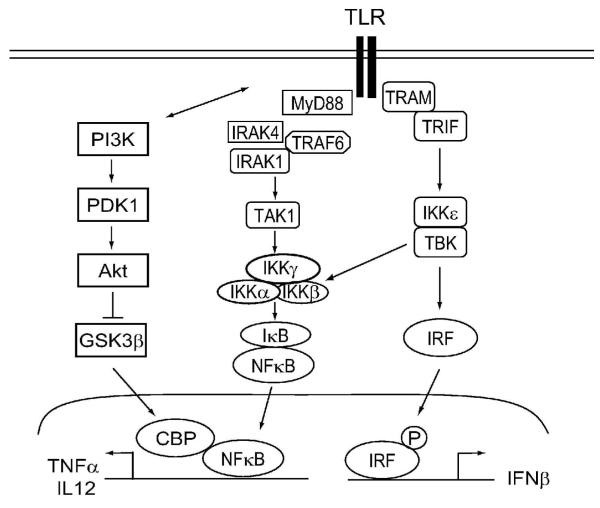 TLR
MyD88
TRAM
TRIF
PI3K
IRAK4
TRAF6
IRAK1
PDK1
TAK1
IKKε
TBK
Akt
IKKγ
IKKα
IKKβ
GSK3β
IκB
NFκB
IRF
CBP
NFκB
P
IRF
TNFα
IL12
IFNβ